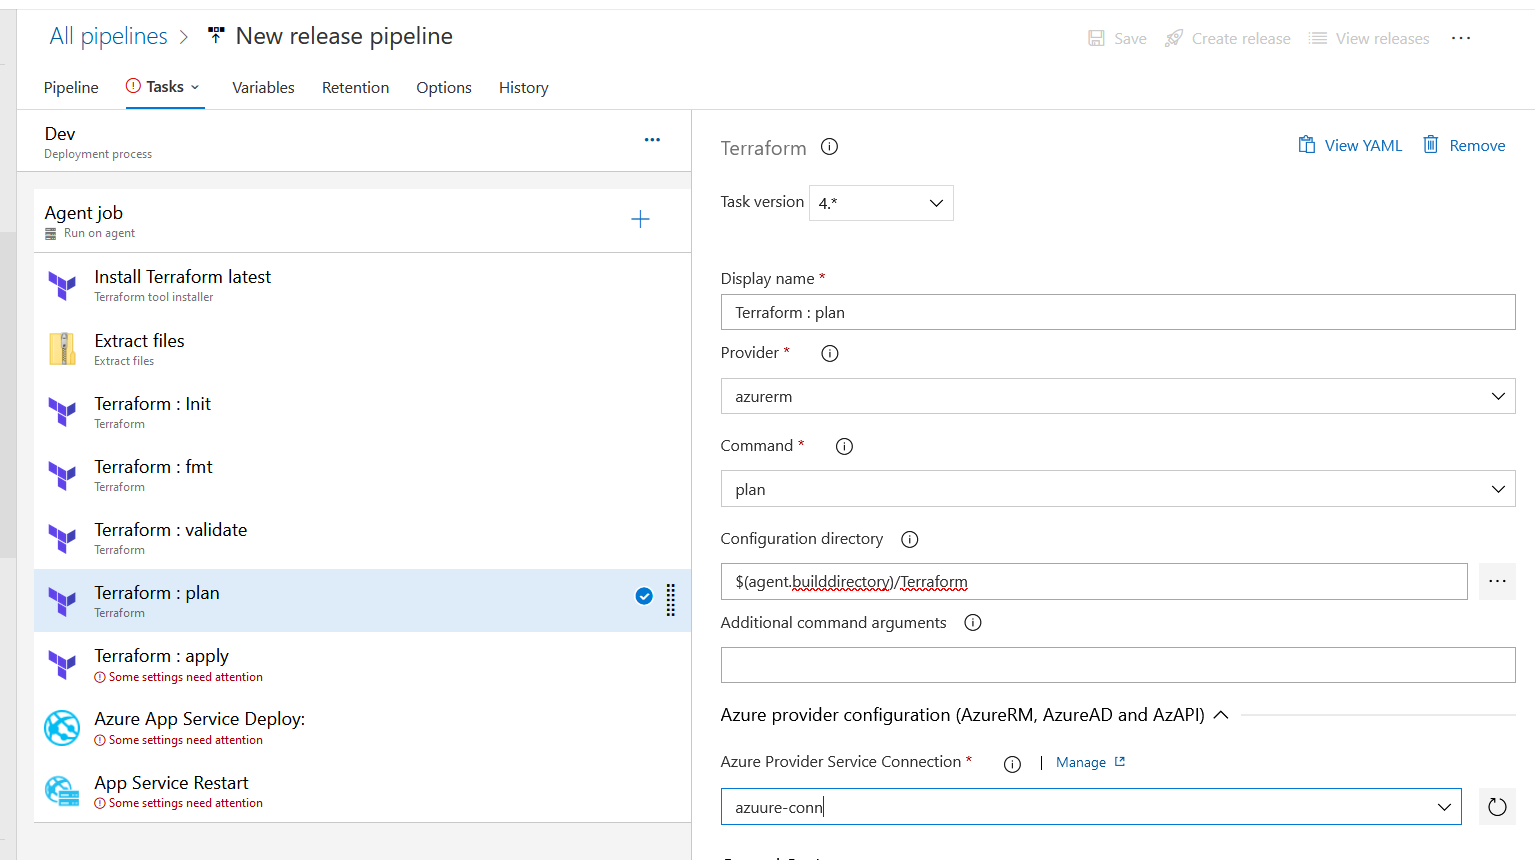 All pipelines > New release pipeline
Save Create release View releases ...
Pipeline Tasks Variables Retention Options History
Dev
Deployment process
Agent job
Run on agent
Install Terraform latest
Terraform tool installer
Extract files
Extract files
Terraform : Init
Terraform
Terraform : fmt
Terraform
Terraform : validate
Terraform
Terraform : plan
Terraform
Terraform : apply
Some settings need attention
Azure App Service Deploy:
Some settings need attention
App Service Restart
Some settings need attention
Terraform
View YAML Remove
Task version 4.*
Display name *
Terraform : plan
Provider *
azurerm
Command *
plan
Configuration directory
$(agent.builddirectory)/Terraform
Additional command arguments
Azure provider configuration (AzureRM, AzureAD and AzAPI)
Azure Provider Service Connection * | Manage
azuure-conn